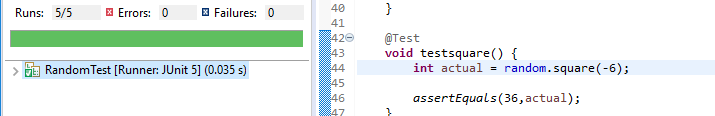 Runs: 5/5 Errors: 0 Failures: 0
RandomTest [Runner: JUnit 5] (0.035 s)
40 }
41
42 @Test
43 void testsquare() {
44 int actual = random.square(-6);
45
46 assertEquals(36,actual);
47 }